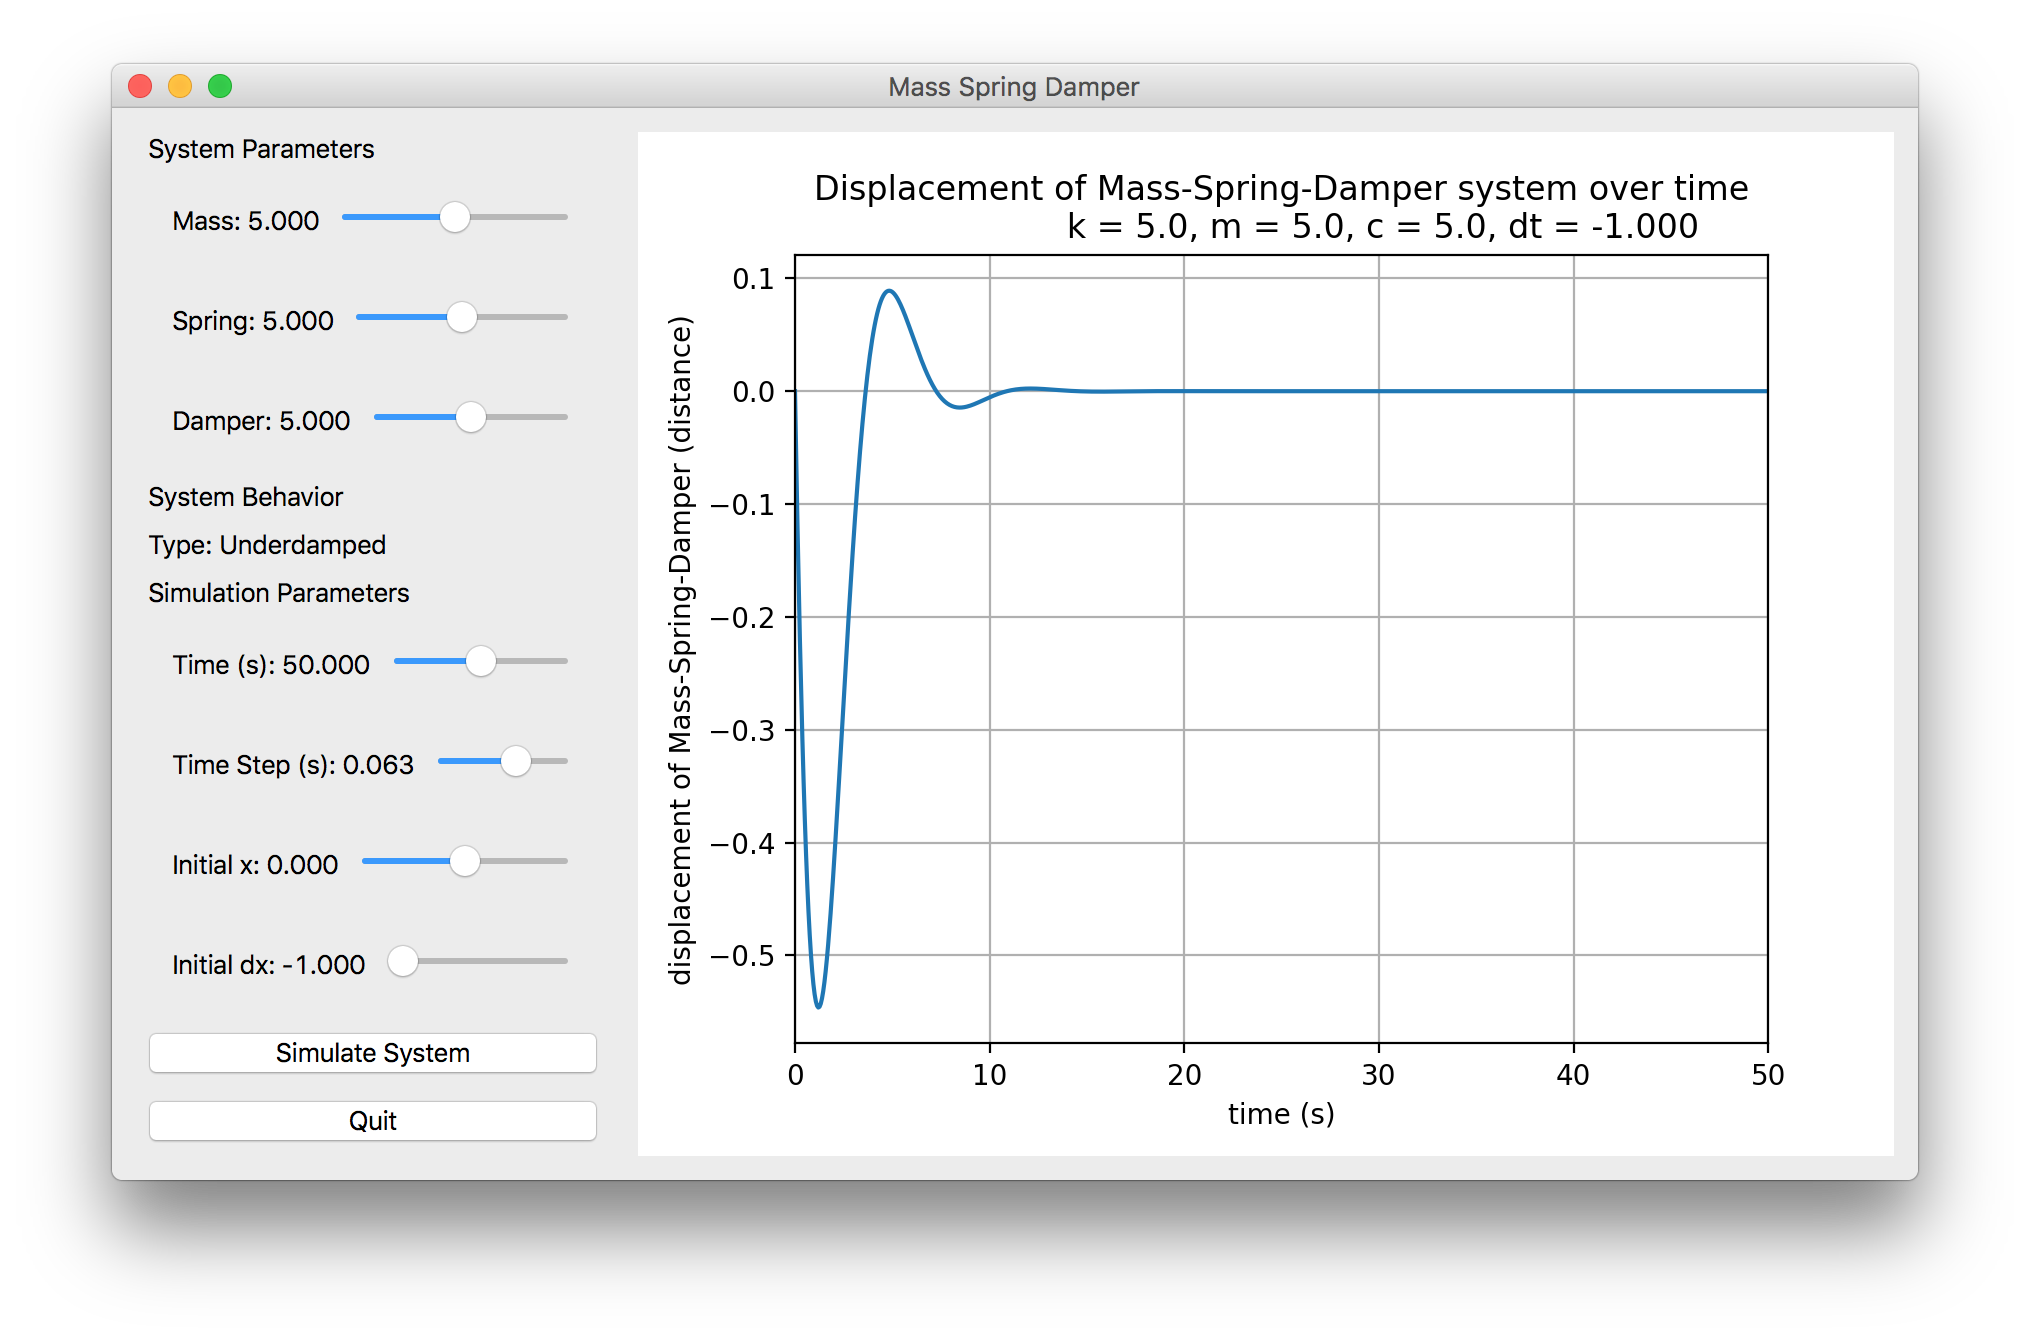 Mass Spring Damper
System Parameters
Mass: 5.000
Spring: 5.000
Damper: 5.000
System Behavior
Type: Underdamped
Simulation Parameters
Time (s): 50.000
Time Step (s): 0.063
Initial x: 0.000
Initial dx: -1.000
Simulate System
Quit
Displacement of Mass-Spring-Damper system over time
k = 5.0, m = 5.0, c = 5.0, dt = -1.000
displacement of Mass-Spring-Damper (distance)
0.1
0.0
−0.1
−0.2
−0.3
−0.4
−0.5
0 10 20 30 40 50
time (s)